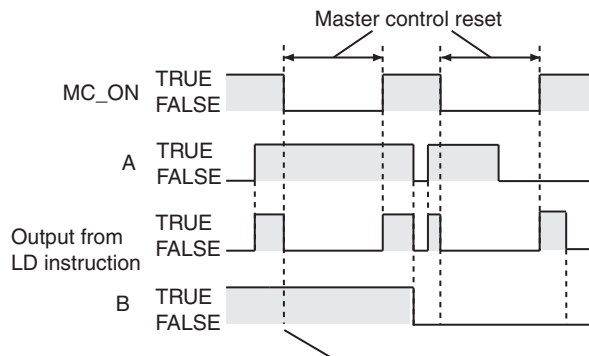 Master control reset
MC_ON
TRUE
FALSE
A
TRUE
FALSE
Output from
LD instruction
TRUE
FALSE
B
TRUE
FALSE